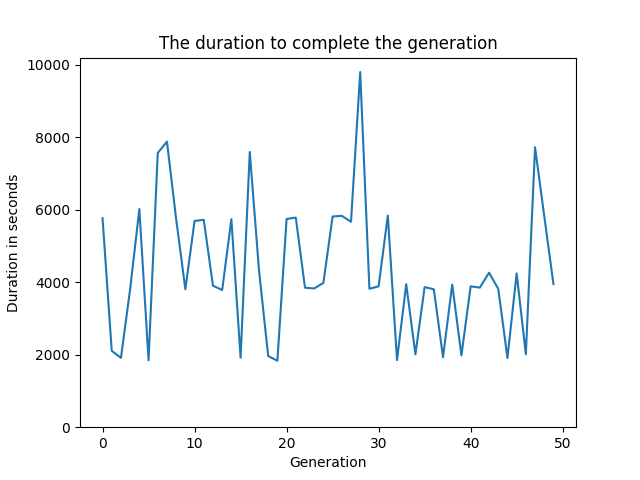 The duration to complete the generation
10000
8000
6000
4000
2000
0
Duration in seconds
0 10 20 30 40 50
Generation